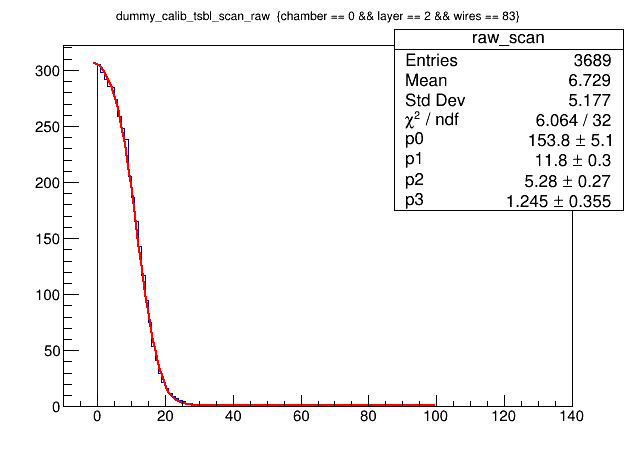 dummy_calib_tsbl_scan_raw {chamber == 0 && layer == 2 && wires == 83}
raw_scan
Entries 3689
Mean 6.729
Std Dev 5.177
χ² / ndf 6.064 / 32
p0 153.8 ± 5.1
p1 11.8 ± 0.3
p2 5.28 ± 0.27
p3 1.245 ± 0.355
300
250
200
150
100
50
0
0 20 40 60 80 100 120 140